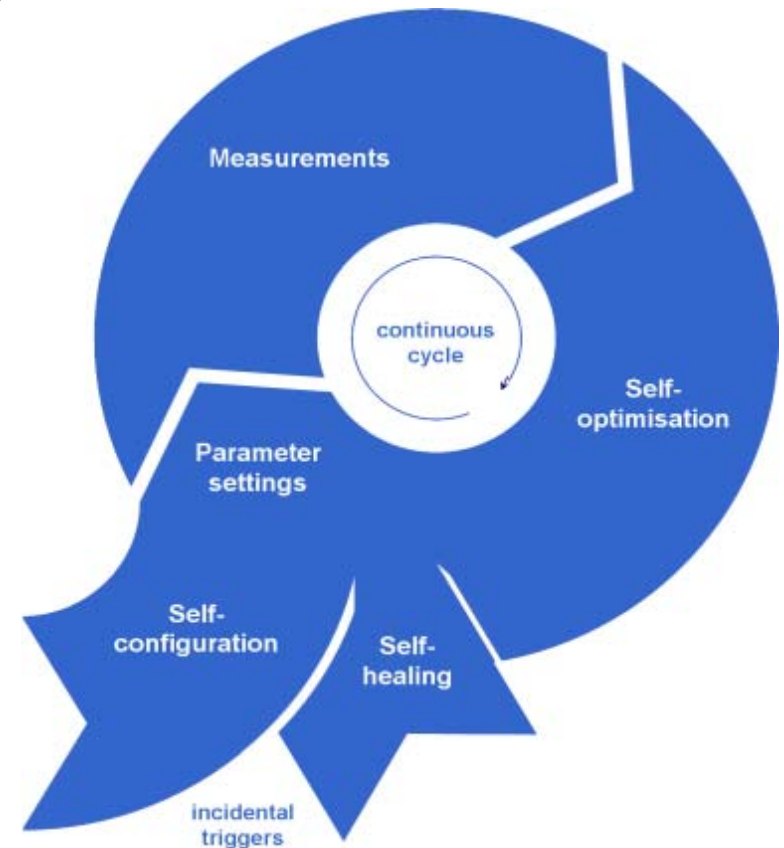 Measurements
continuous
cycle
Self-
optimisation
Parameter
settings
Self-
configuration
Self-
healing
incidental
triggers